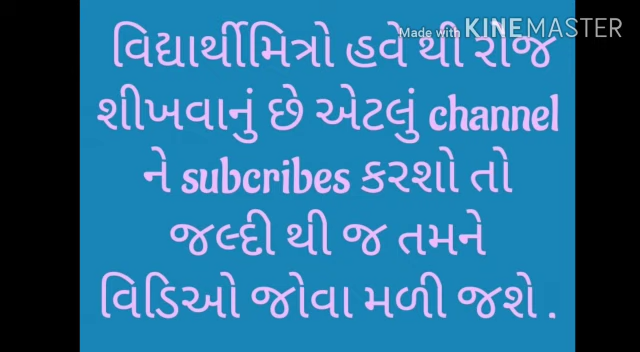 Made with KINEMASTER
વિદ્યાર્થીમિત્રો હવે થી રોજ
શીખવાનું છે એટલું channel
ને subcribes કરશો તો
જલ્દી થી જ તમને
વિડિઓ જોવા મળી જશે .